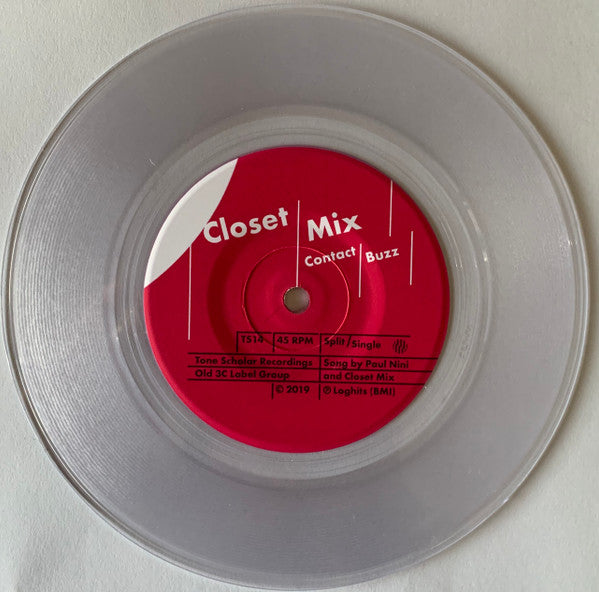 Closet Mix
Contact Buzz
TS14 45 RPM Split/Single
Tone Scholar Recordings Song by Paul Nini
Old 3C Label Group and Closet Mix
© 2019 ℗ Loghits (BMI)